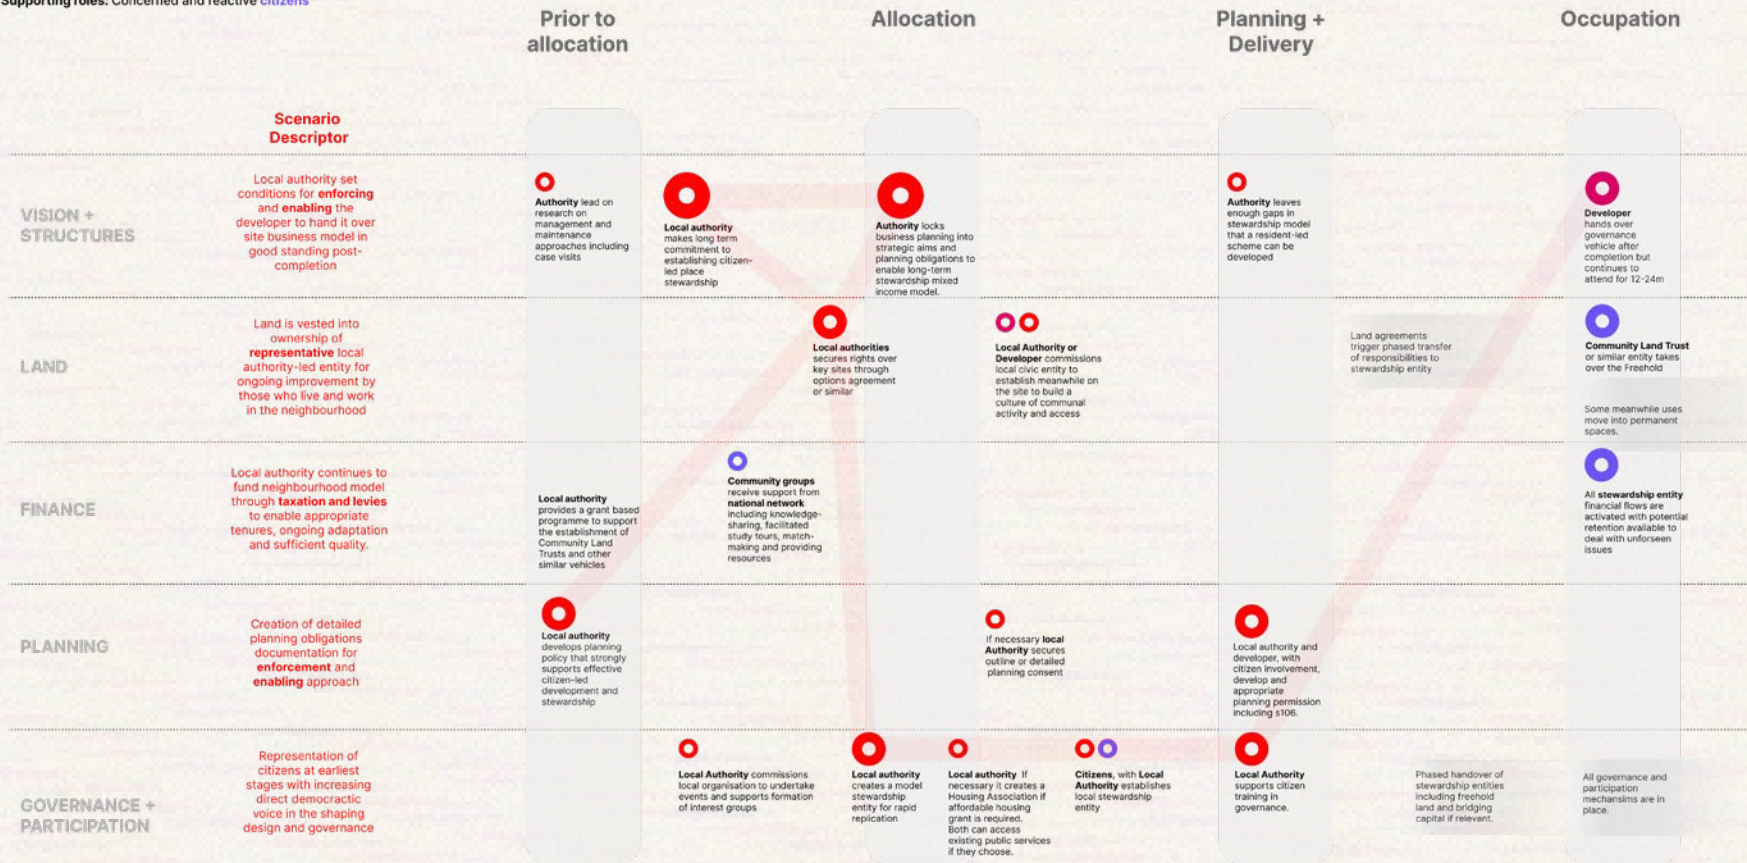 Supporting roles: Concerned and reactive citizens
Prior to
allocation
Allocation
Planning +
Delivery
Occupation
Scenario
Descriptor
VISION +
STRUCTURES
Local authority set
conditions for enforcing
and enabling the
developer to hand it over
site business model in
good standing post-
completion
Authority lead on
research on
management and
maintenance
approaches including
case visits
Local authority
makes long term
commitment to
establishing citizen-
led place
stewardship
Authority locks
business planning into
strategic aims and
planning obligations to
enable long-term
stewardship mixed
income model.
Authority leaves
enough gaps in
stewardship model
that a resident-led
scheme can be
developed
Developer
hands over
governance
vehicle after
completion but
continues to
attend for 12-24m
LAND
Land is vested into
ownership of
representative local
authority-led entity for
ongoing improvement by
those who live and work
in the neighbourhood
Local authorities
secures rights over
key sites through
options agreement
or similar
Local Authority or
Developer commissions
local civic entity to
establish meanwhile on
the site to build a
culture of communal
activity and access
Land agreements
trigger phased transfer
of responsibilities to
stewardship entity
Community Land Trust
or similar entity takes
over the Freehold
Some meanwhile uses
move into permanent
spaces.
FINANCE
Local authority continues to
fund neighbourhood model
through taxation and levies
to enable appropriate
tenures, ongoing adaptation
and sufficient quality.
Local authority
provides a grant based
programme to support
the establishment of
Community Land
Trusts and other
similar vehicles
Community groups
receive support from
national network
including knowledge-
sharing, facilitated
study tours, match-
making and providing
resources
All stewardship entity
financial flows are
activated with potential
retention available to
deal with unforseen
issues
PLANNING
Creation of detailed
planning obligations
documentation for
enforcement and
enabling approach
Local authority
develops planning
policy that strongly
supports effective
citizen-led
development and
stewardship
If necessary local
Authority secures
outline or detailed
planning consent
Local authority and
developer, with
citizen involvement,
develop and
appropriate
planning permission
including s106.
GOVERNANCE +
PARTICIPATION
Representation of
citizens at earliest
stages with increasing
direct democractic
voice in the shaping
design and governance
Local Authority commissions
local organisation to undertake
events and supports formation
of interest groups
Local authority
creates a model
stewardship
entity for rapid
replication
Local authority If
necessary it creates a
Housing Association if
affordable housing
grant is required.
Both can access
existing public services
if they choose.
Citizens, with Local
Authority establishes
local stewardship
entity
Local Authority
supports citizen
training in
governance.
Phased handover of
stewardship entities
including freehold
land and bridging
capital if relevant.
All governance and
participation
mechansims are in
place.